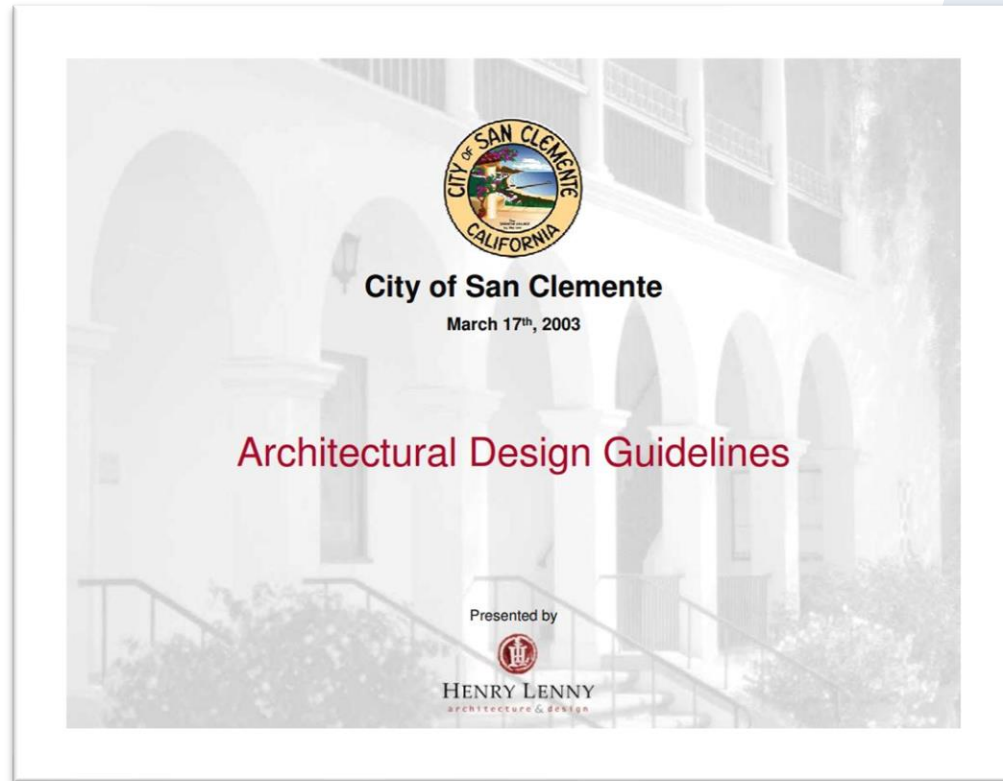 CITY OF SAN CLEMENTE
CALIFORNIA
City of San Clemente
March 17th, 2003
Architectural Design Guidelines
Presented by
HENRY LENNY
architecture & design